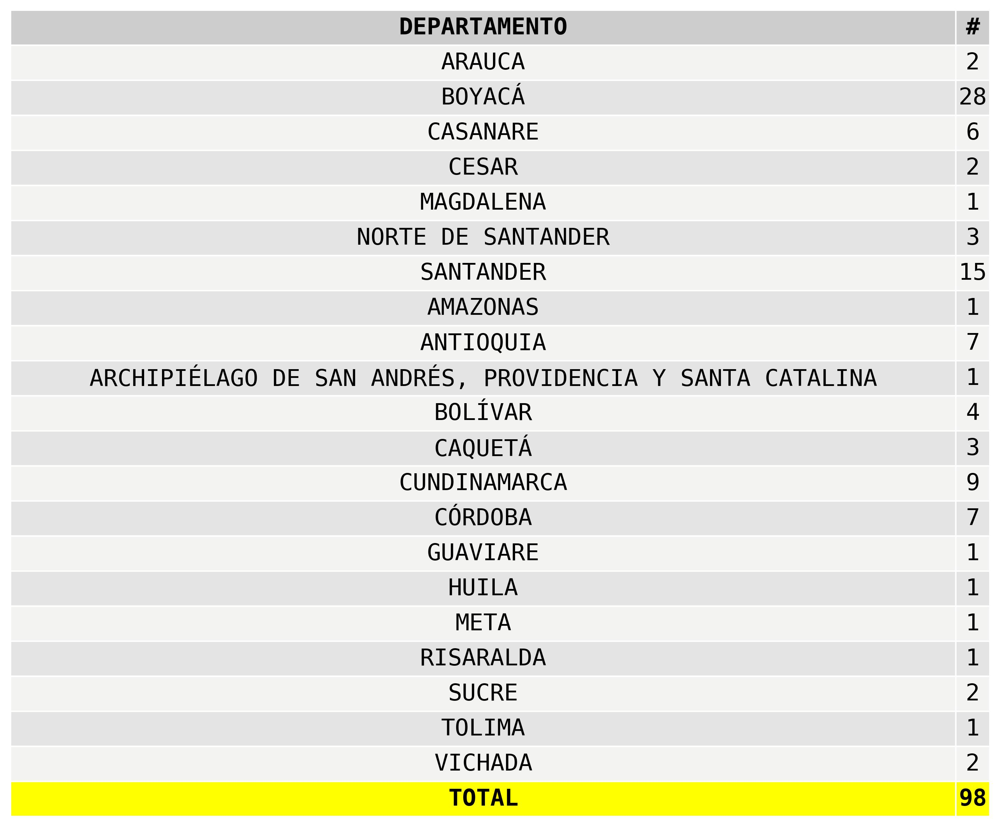 DEPARTAMENTO #
ARAUCA 2
BOYACÁ 28
CASANARE 6
CESAR 2
MAGDALENA 1
NORTE DE SANTANDER 3
SANTANDER 15
AMAZONAS 1
ANTIOQUIA 7
ARCHIPIÉLAGO DE SAN ANDRÉS, PROVIDENCIA Y SANTA CATALINA 1
BOLÍVAR 4
CAQUETÁ 3
CUNDINAMARCA 9
CÓRDOBA 7
GUAVIARE 1
HUILA 1
META 1
RISARALDA 1
SUCRE 2
TOLIMA 1
VICHADA 2
TOTAL 98